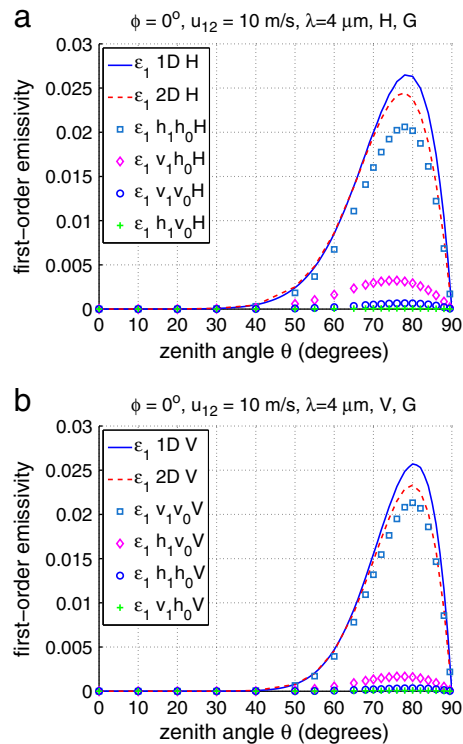 a
ϕ = 0°, u₁₂ = 10 m/s, λ=4 μm, H, G
first−order emissivity
0.03
0.025
0.02
0.015
0.01
0.005
0
ε₁ 1D H
ε₁ 2D H
ε₁ h₁h₀H
ε₁ v₁h₀H
ε₁ v₁v₀H
ε₁ h₁v₀H
0 10 20 30 40 50 60 70 80 90
zenith angle θ (degrees)
b
ϕ = 0°, u₁₂ = 10 m/s, λ=4 μm, V, G
first−order emissivity
0.03
0.025
0.02
0.015
0.01
0.005
0
ε₁ 1D V
ε₁ 2D V
ε₁ v₁v₀V
ε₁ h₁v₀V
ε₁ h₁h₀V
ε₁ v₁h₀V
0 10 20 30 40 50 60 70 80 90
zenith angle θ (degrees)